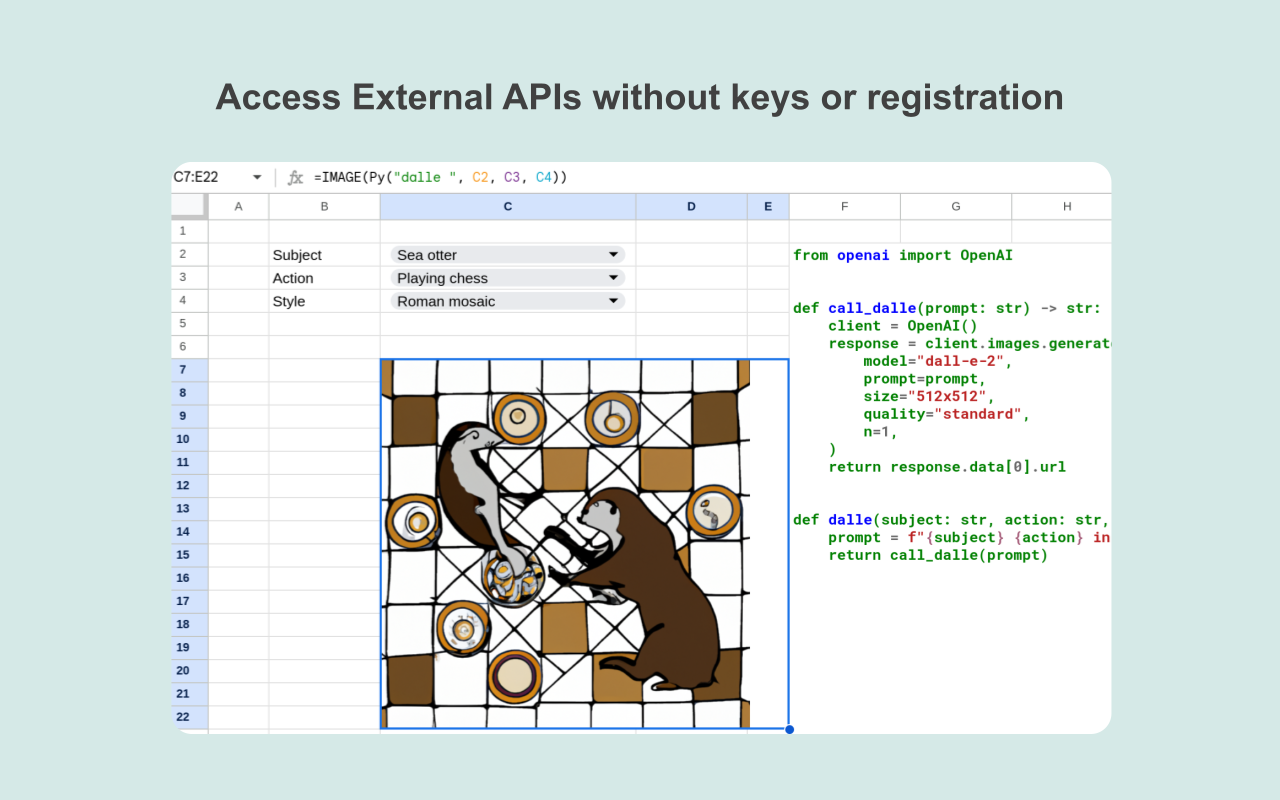 Access External APIs without keys or registration
C7:E22 fx =IMAGE(Py("dalle ", C2, C3, C4))
A B C D E F G H
1
2 Subject Sea otter
3 Action Playing chess
4 Style Roman mosaic
5
6
7
8
9
10
11
12
13
14
15
16
17
18
19
20
21
22
from openai import OpenAI
def call_dalle(prompt: str) -> str:
client = OpenAI()
response = client.images.generate
model="dall-e-2",
prompt=prompt,
size="512x512",
quality="standard",
n=1,
)
return response.data[0].url
def dalle(subject: str, action: str,
prompt = f"{subject} {action} in
return call_dalle(prompt)